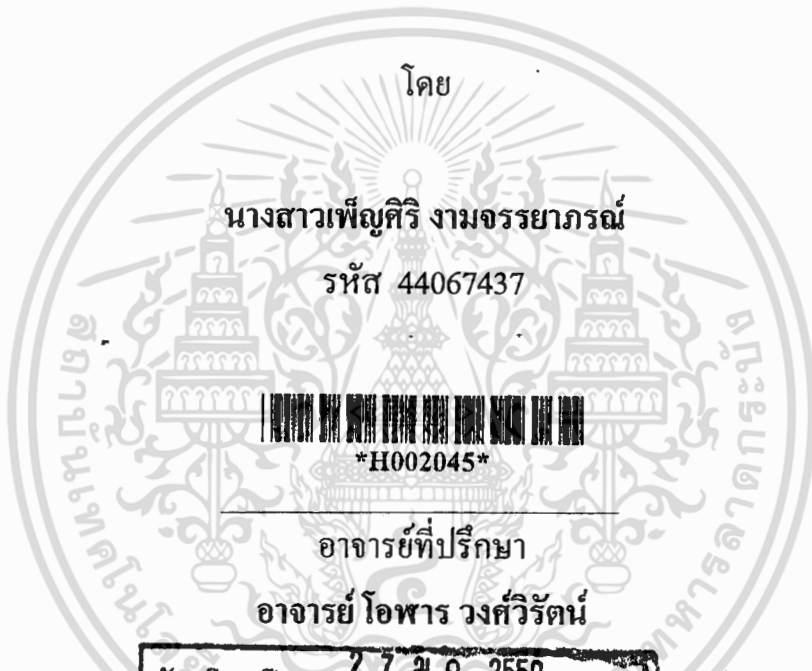 โดย
นางสาวเพ็ญศิริ งามจรรยาภรณ์
รหัส 44067437
*H002045*
อาจารย์ที่ปรึกษา
อาจารย์ โอฬาร วงศ์วิรัตน์
2550